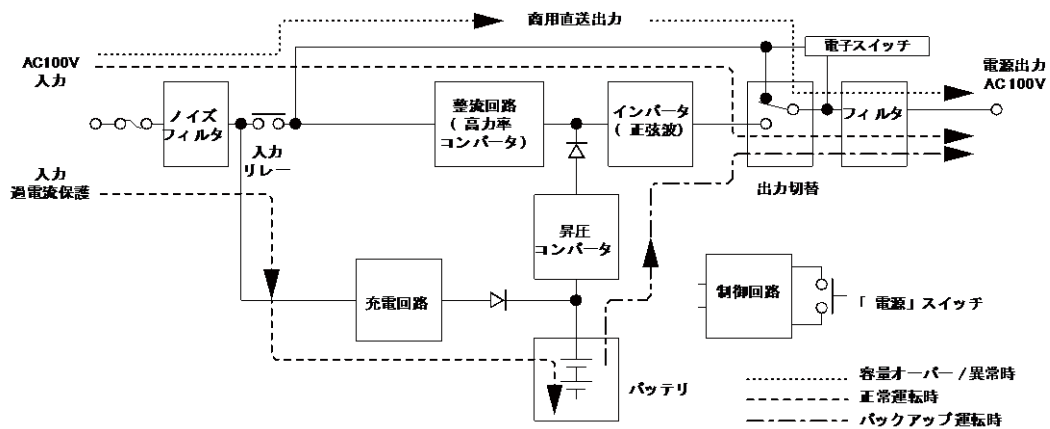 商用直送出力
AC100V
入力
電子スイッチ
電源出力
AC100V
ノイズ
フィルタ
入力
リレー
整流回路
( 高力率
コンバータ)
インバータ
( 正弦波)
フィルタ
出力切替
入力
過電流保護
昇圧
コンバータ
充電回路
制御回路
「 電源」スイッチ
バッテリ
容量オーバー / 異常時
正常運転時
バックアップ運転時